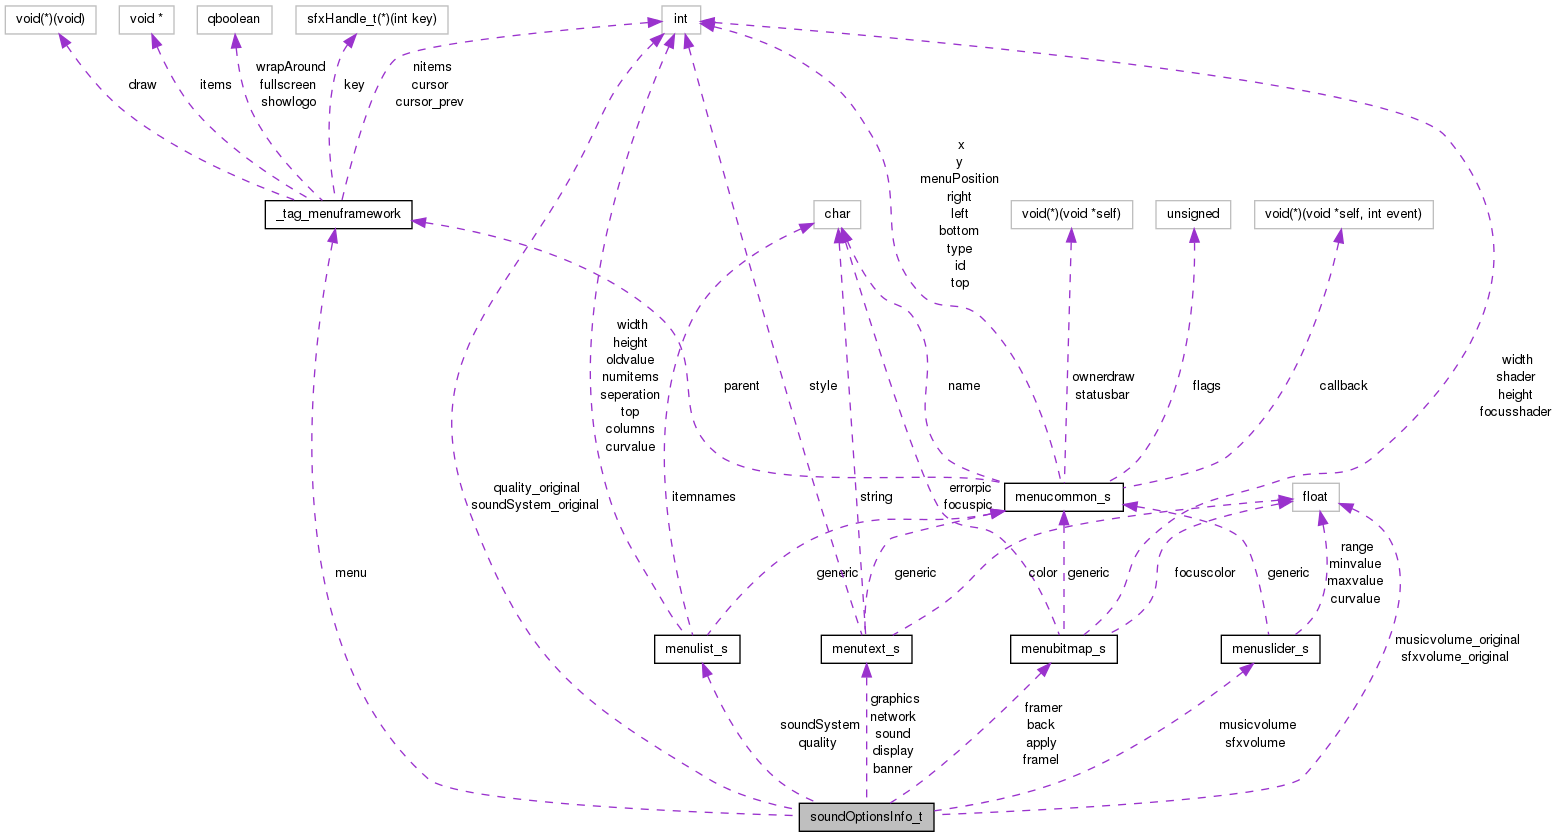 void(*)(void)
void *
qboolean
sfxHandle_t(*)(int key)
int
draw
items
wrapAround
fullscreen
showlogo
key
nitems
cursor
cursor_prev
_tag_menuframework
char
void(*)(void *self)
unsigned
void(*)(void *self, int event)
x
y
menuPosition
right
left
bottom
type
id
top
width
height
oldvalue
numitems
seperation
top
columns
curvalue
parent
style
name
ownerdraw
statusbar
flags
callback
width
shader
height
focusshader
quality_original
soundSystem_original
itemnames
string
errorpic
focuspic
menucommon_s
float
menu
generic
generic
color
generic
focuscolor
generic
range
minvalue
maxvalue
curvalue
menulist_s
menutext_s
menubitmap_s
menuslider_s
musicvolume_original
sfxvolume_original
soundSystem
quality
graphics
network
sound
display
banner
framer
back
apply
framel
musicvolume
sfxvolume
soundOptionsInfo_t